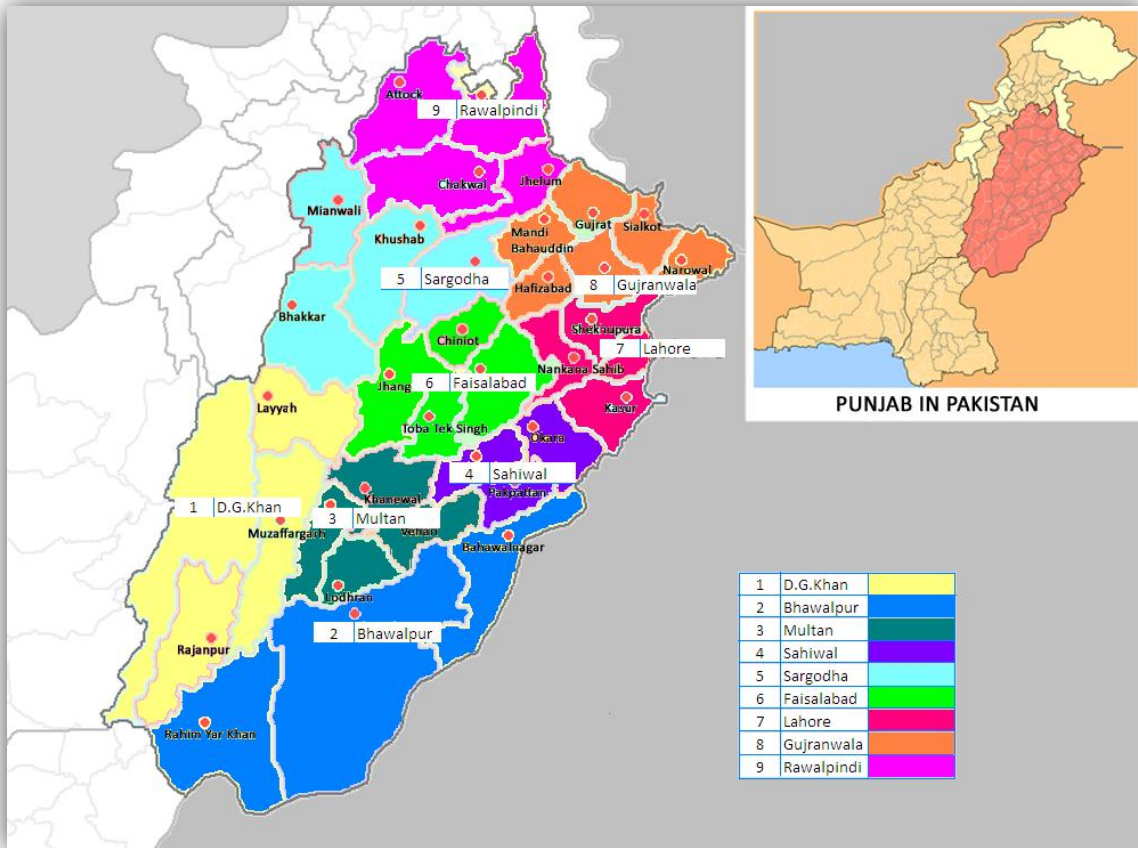 Attock
9 Rawalpindi
Chakwal
Jhelum
Mianwali
Khushab
Gujrat
Sialkot
Mandi
Bahauddin
Narowal
5 Sargodha
Hafizabad
8 Gujranwala
Bhakkar
Chiniot
Sheikhupura
7 Lahore
Nankana Sahib
Jhang
6 Faisalabad
Layyah
Kasur
Toba Tek Singh
Okara
4 Sahiwal
Pakpattan
Khanewal
1 D.G.Khan
3 Multan
Muzaffargarh
Vehari
Bahawalnagar
Lodhran
2 Bhawalpur
Rajanpur
Rahim Yar Khan
PUNJAB IN PAKISTAN
1 D.G.Khan
2 Bhawalpur
3 Multan
4 Sahiwal
5 Sargodha
6 Faisalabad
7 Lahore
8 Gujranwala
9 Rawalpindi